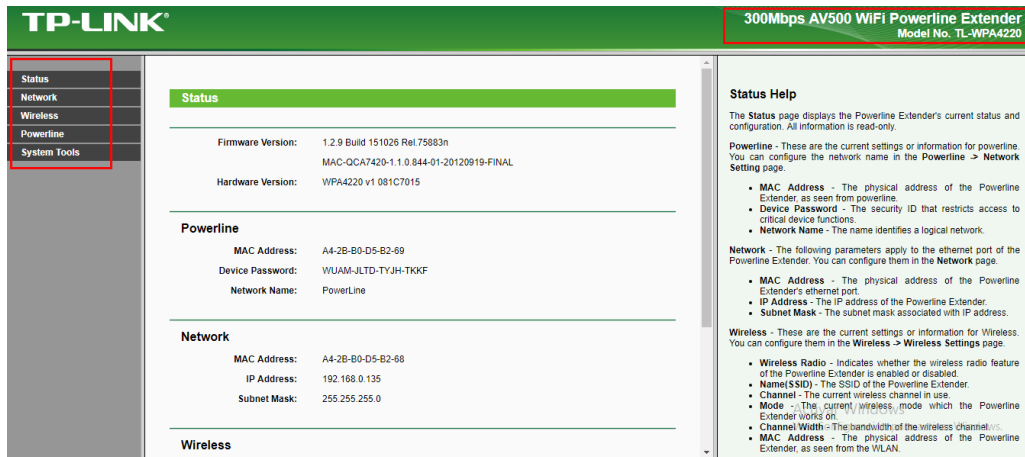 TP-LINK®
300Mbps AV500 WiFi Powerline Extender
Model No. TL-WPA4220
Status
Network
Wireless
Powerline
System Tools
Status
Firmware Version: 1.2.9 Build 151026 Rel.75883n
MAC-QCA7420-1.1.0.844-01-20120919-FINAL
Hardware Version: WPA4220 v1 081C7015
Powerline
MAC Address: A4-2B-B0-D5-B2-69
Device Password: WUAM-JLTD-TYJH-TKKF
Network Name: PowerLine
Network
MAC Address: A4-2B-B0-D5-B2-68
IP Address: 192.168.0.135
Subnet Mask: 255.255.255.0
Wireless
Status Help
The Status page displays the Powerline Extender's current status and
configuration. All information is read-only.
Powerline - These are the current settings or information for powerline.
You can configure the network name in the Powerline -> Network
Setting page.
• MAC Address - The physical address of the Powerline
Extender, as seen from powerline.
• Device Password - The security ID that restricts access to
critical device functions.
• Network Name - The name identifies a logical network.
Network - The following parameters apply to the ethernet port of the
Powerline Extender. You can configure them in the Network page.
• MAC Address - The physical address of the Powerline
Extender's ethernet port.
• IP Address - The IP address of the Powerline Extender.
• Subnet Mask - The subnet mask associated with IP address.
Wireless - These are the current settings or information for Wireless.
You can configure them in the Wireless -> Wireless Settings page.
• Wireless Radio - Indicates whether the wireless radio feature
of the Powerline Extender is enabled or disabled.
• Name(SSID) - The SSID of the Powerline Extender.
• Channel - The current wireless channel in use.
• Mode - The current wireless mode which the Powerline
Extender works on.
• Channel Width - The bandwidth of the wireless channel.
• MAC Address - The physical address of the Powerline
Extender, as seen from the WLAN.